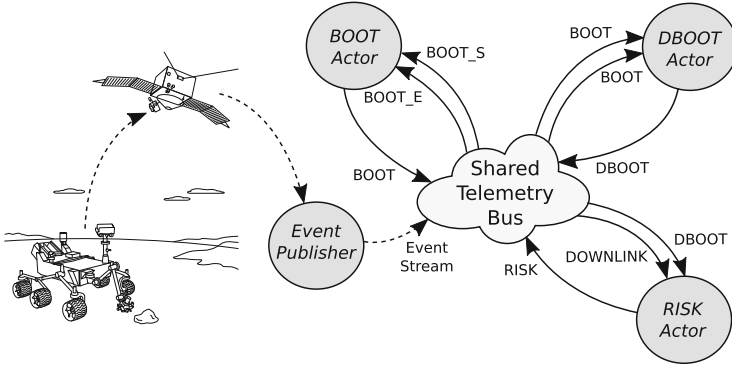 BOOT
Actor
BOOT_S
BOOT_E
BOOT
BOOT
BOOT
DBOOT
Actor
DBOOT
Shared
Telemetry
Bus
Event
Publisher
Event
Stream
RISK
DOWNLINK
DBOOT
RISK
Actor